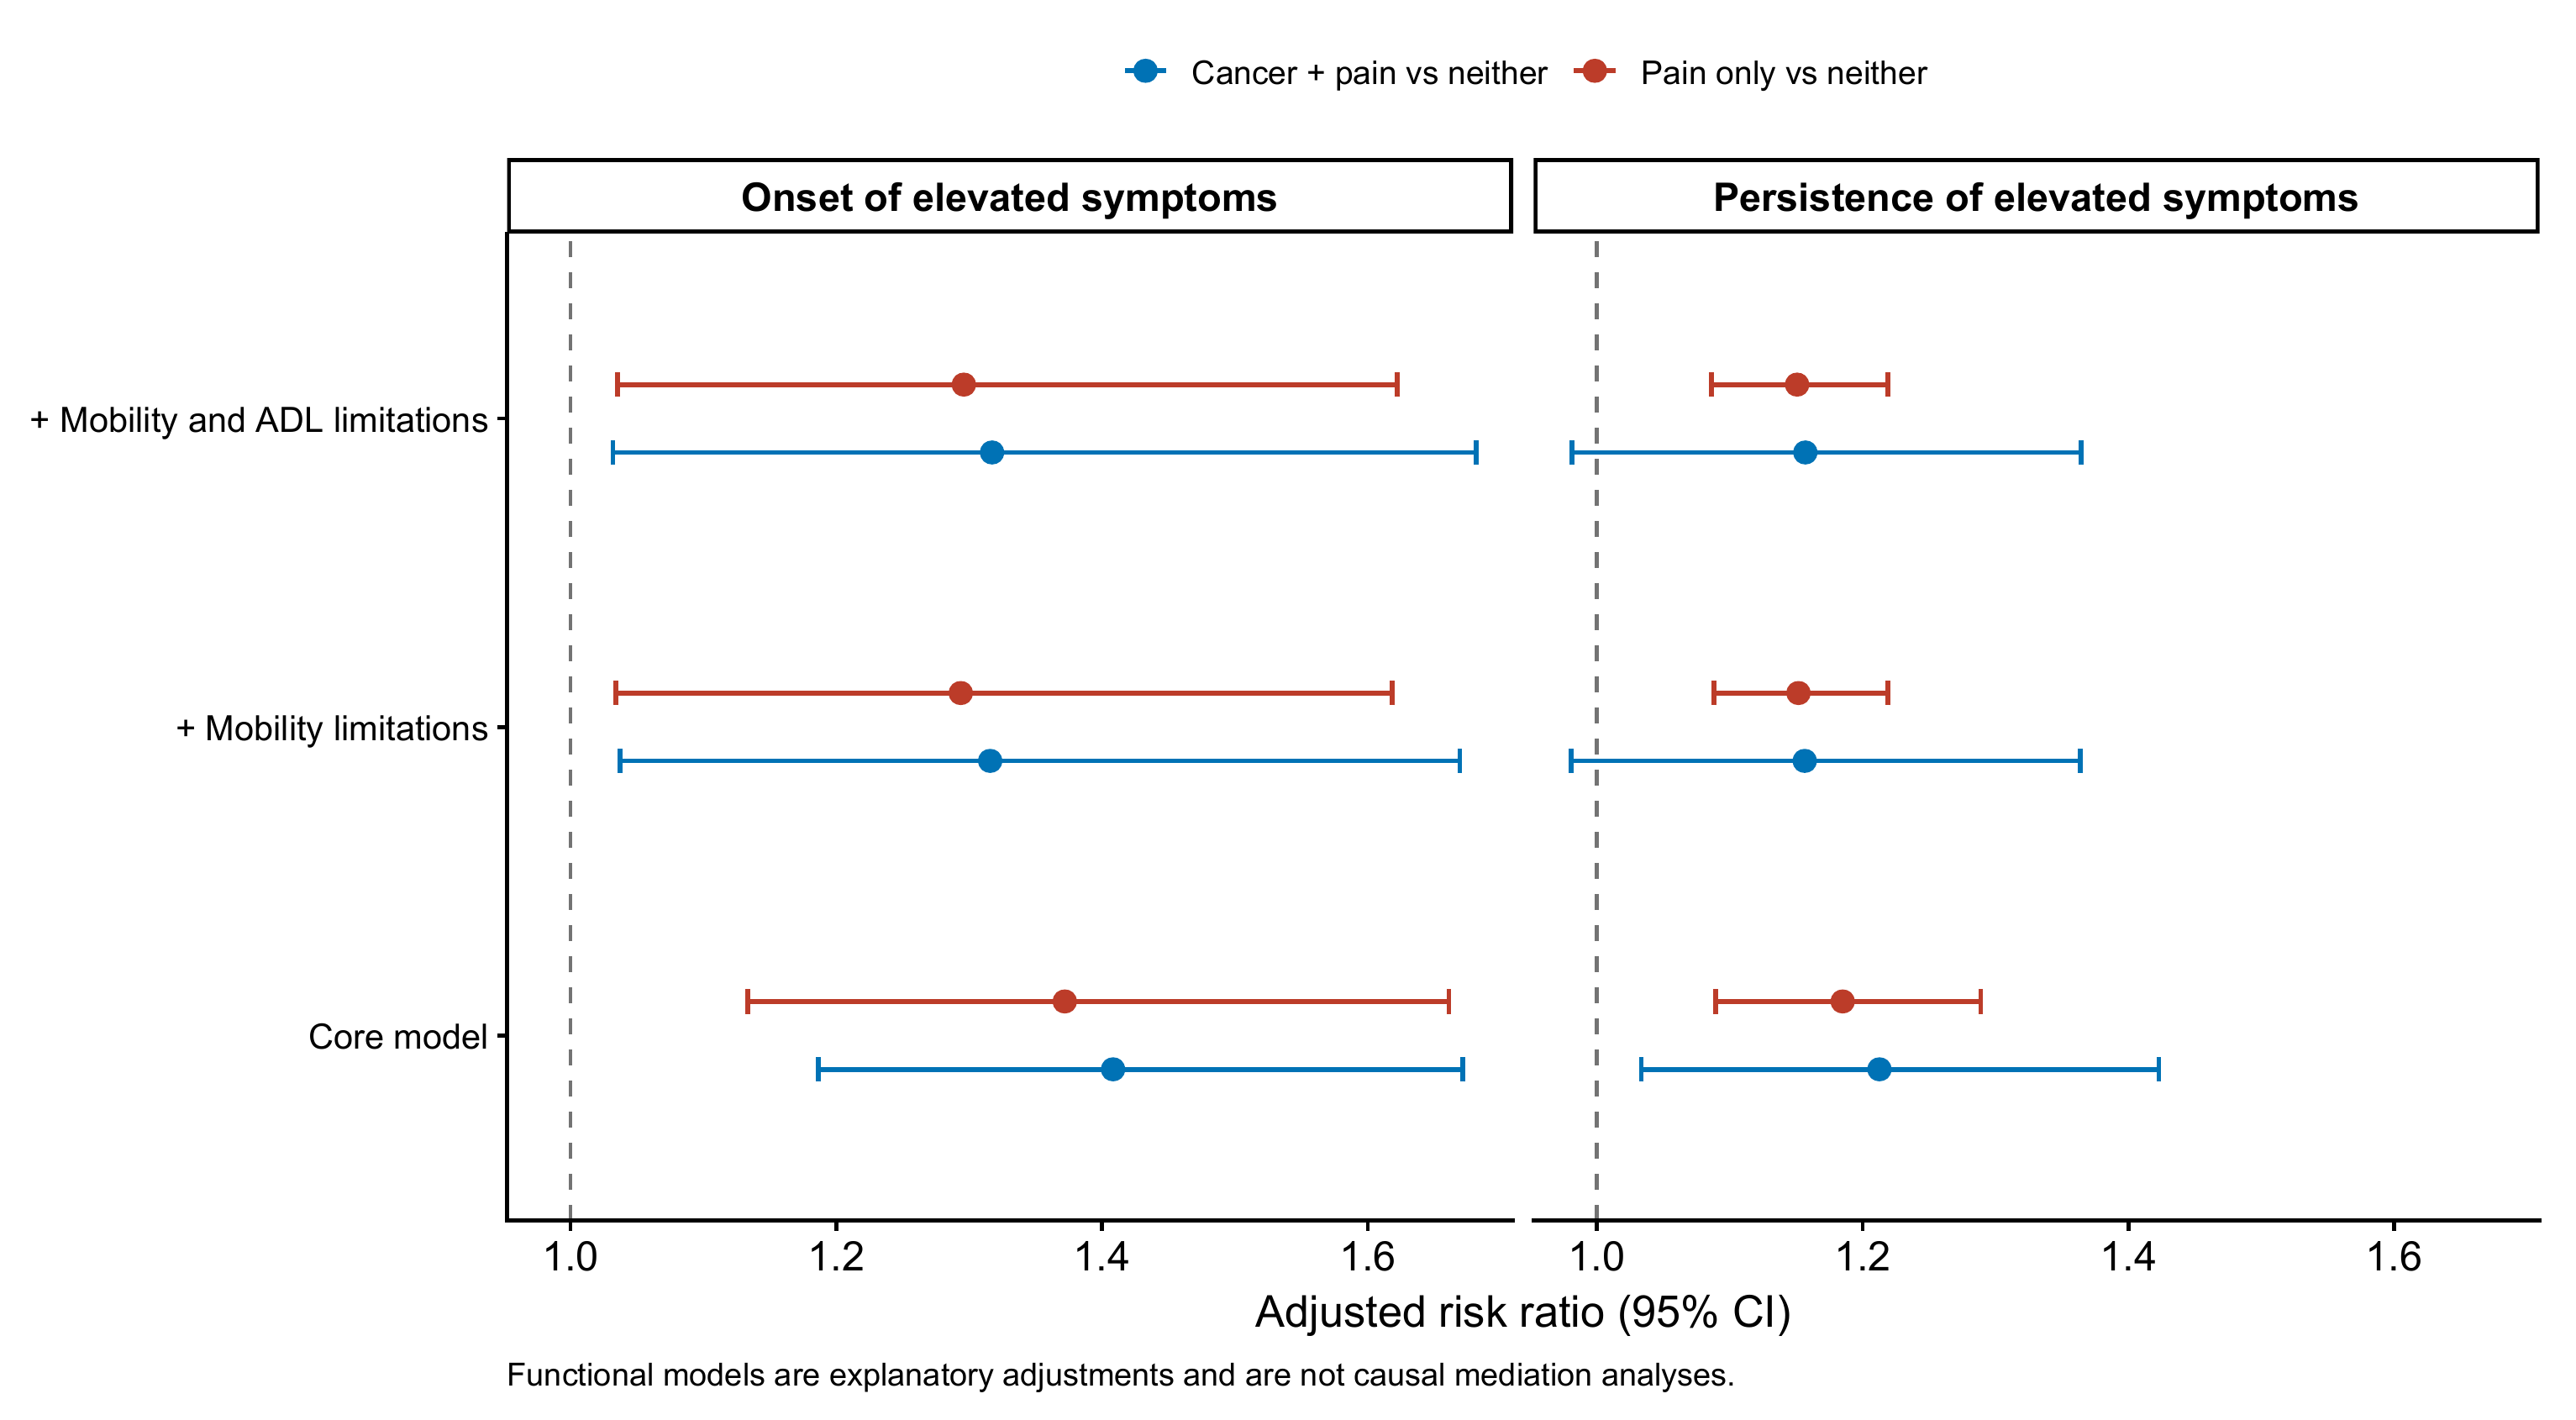 Cancer + pain vs neither Pain only vs neither
Onset of elevated symptoms Persistence of elevated symptoms
+ Mobility and ADL limitations
+ Mobility limitations
Core model
1.0 1.2 1.4 1.6 1.0 1.2 1.4 1.6
Adjusted risk ratio (95% CI)
Functional models are explanatory adjustments and are not causal mediation analyses.